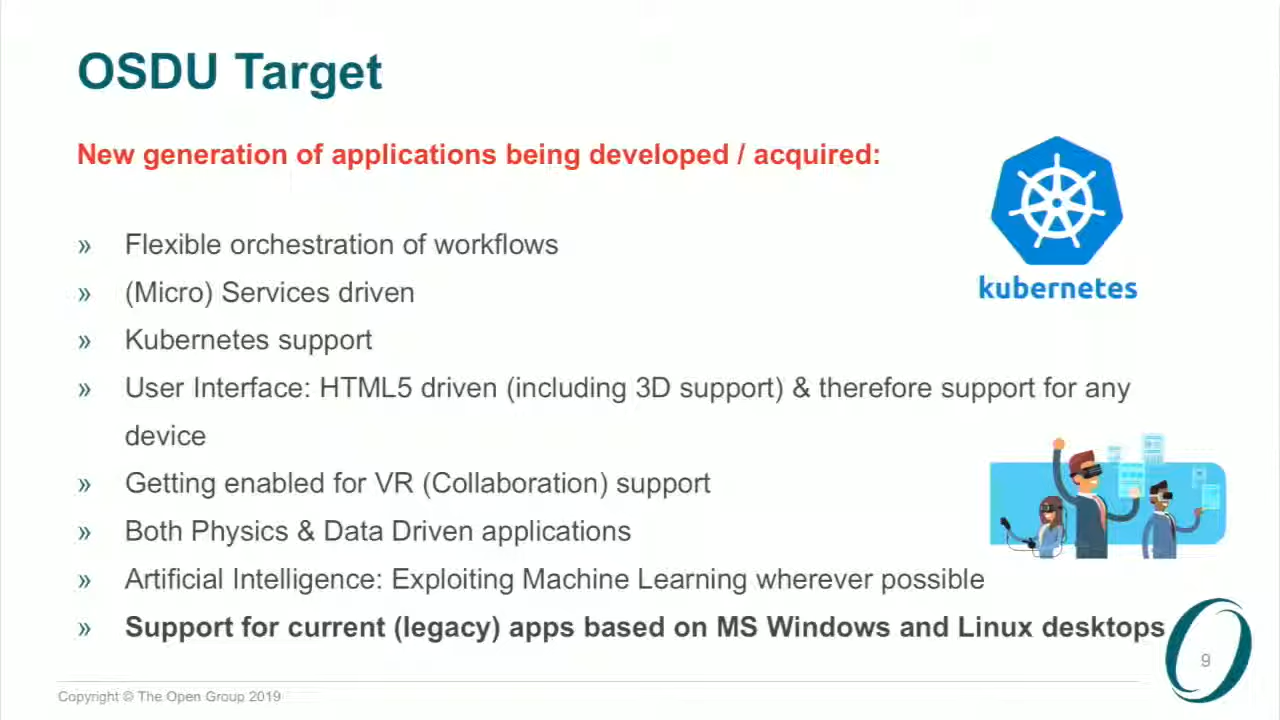 OSDU Target
New generation of applications being developed / acquired:
» Flexible orchestration of workflows
» (Micro) Services driven
» Kubernetes support
» User Interface: HTML5 driven (including 3D support) & therefore support for any
device
» Getting enabled for VR (Collaboration) support
» Both Physics & Data Driven applications
» Artificial Intelligence: Exploiting Machine Learning wherever possible
» Support for current (legacy) apps based on MS Windows and Linux desktops
kubernetes
9
Copyright © The Open Group 2019